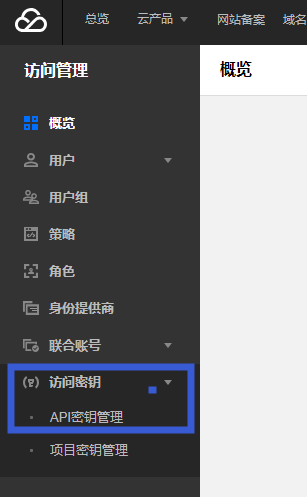 总览 云产品 网站备案 域名
访问管理
概览
概览
用户
用户组
策略
角色
身份提供商
联合账号
访问密钥
API密钥管理
项目密钥管理